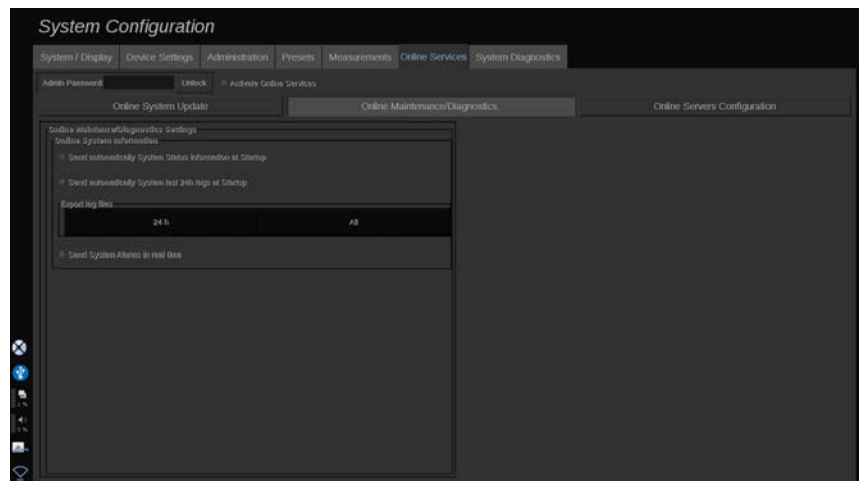 System Configuration
System / Display Device Settings Administration Presets Measurements Online Services System Diagnostics
Admin Password Unlock Activate Online Services
Online System Update Online Maintenance/Diagnostics Online Servers Configuration
Online System Information
Send automatically System Status Information at Startup
Send automatically System last 24h logs at Startup
Export log files
24 h All
Send System Alarms in real time